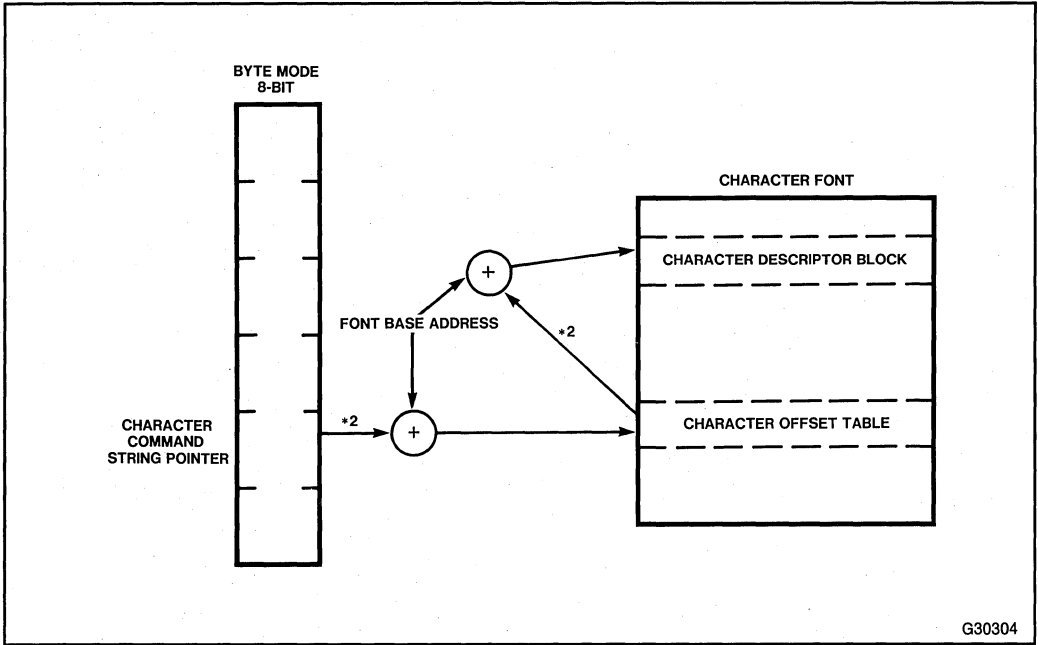 BYTE MODE
8-BIT
CHARACTER FONT
CHARACTER DESCRIPTOR BLOCK
+
FONT BASE ADDRESS
*2
CHARACTER
COMMAND
STRING POINTER
*2
+
CHARACTER OFFSET TABLE
G30304